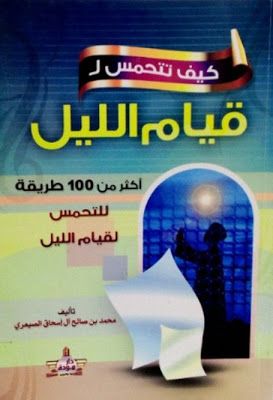 كيف تتحمس لـ
قيام الليل
أكثر من 100 طريقة
للتحمس
لقيام الليل
تأليف
محمد بن صالح آل إسحاق الصيعري